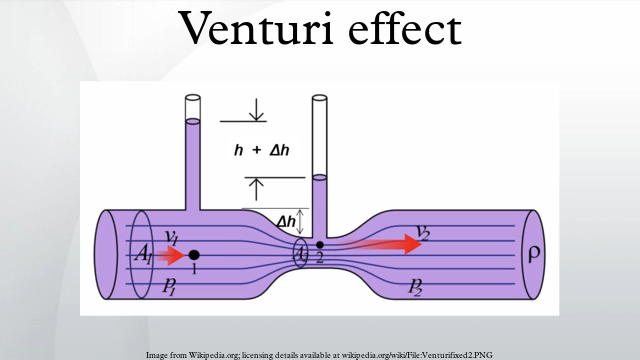 Venturi effect
h + Δh
Δh
v1
v2
A1
A
1
2
ρ
p1
p2
Image from Wikipedia.org; licensing details available at wikipedia.org/wiki/File:Venturifixed2.PNG